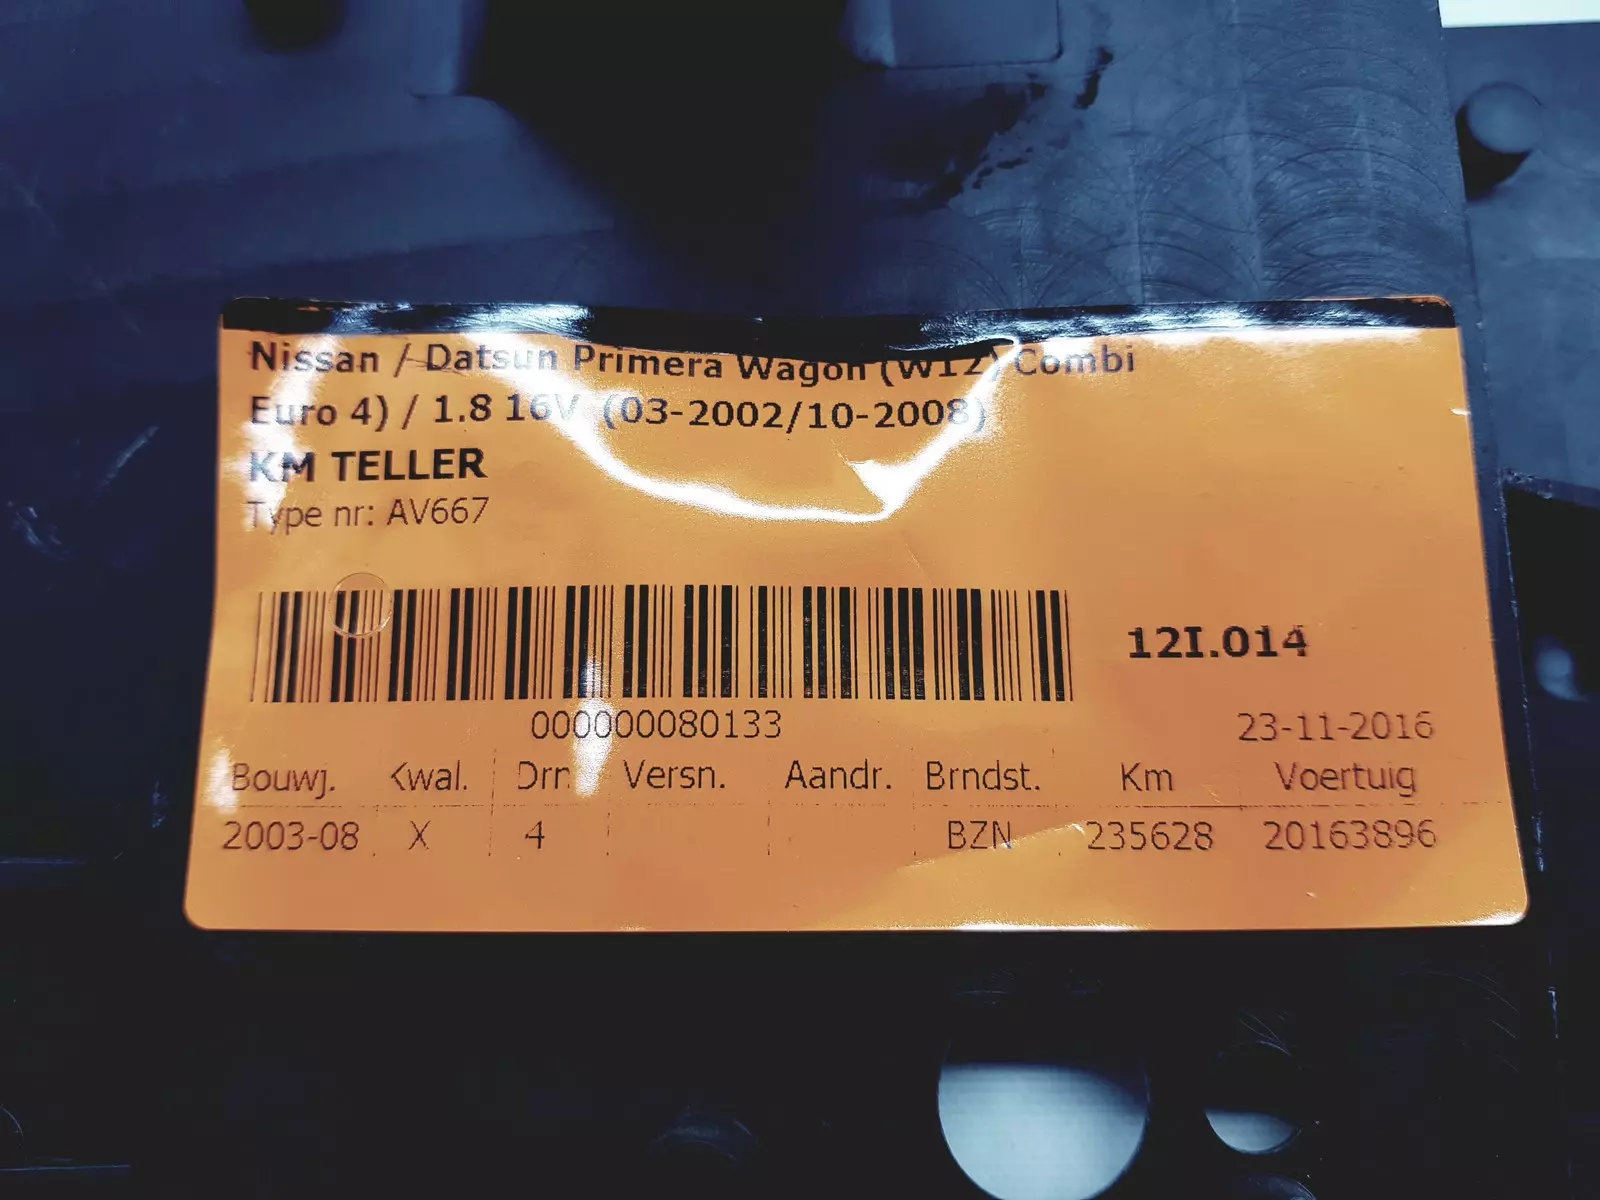 Nissan / Datsun Primera Wagon (W12) Combi
Euro 4) / 1.8 16V (03-2002/10-2008)
KM TELLER
Type nr: AV667
12I.014
000000080133
23-11-2016
Bouwj. Kwal. Drn Versn. Aandr. Brndst. Km Voertuig
2003-08 X 4 BZN 235628 20163896